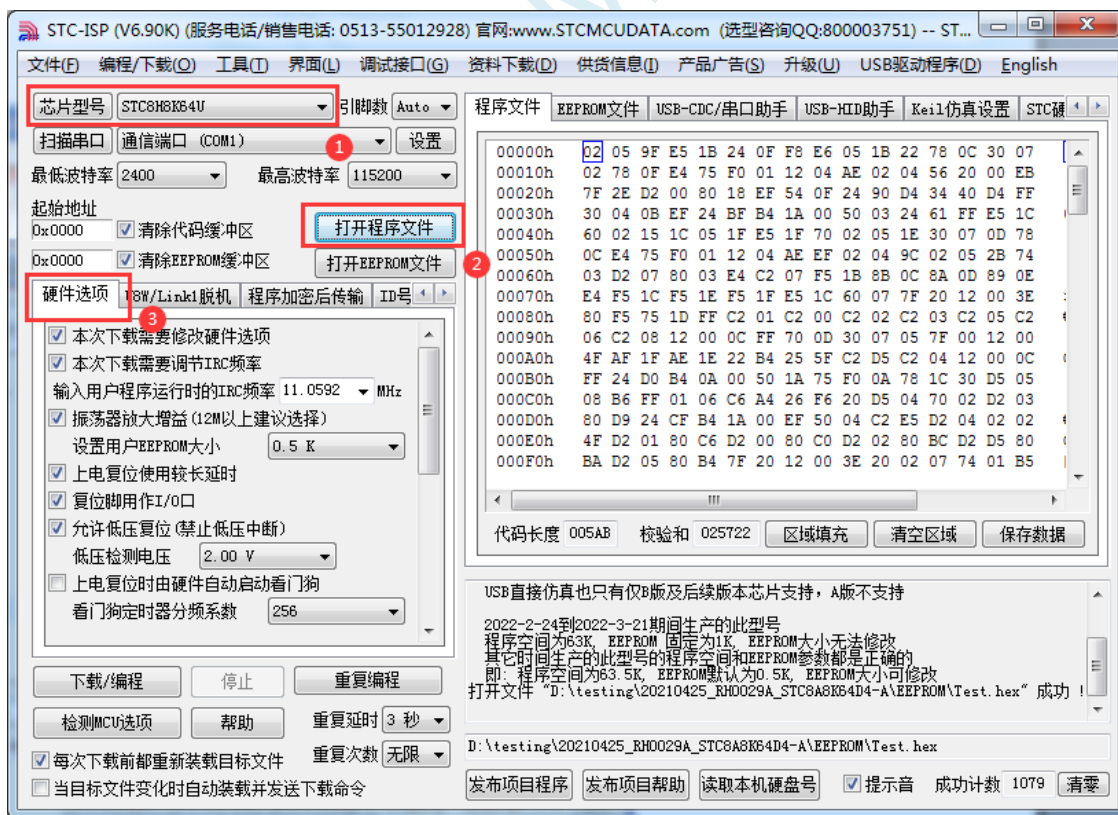 STC-ISP (V6.90K) (服务电话/销售电话: 0513-55012928) 官网:www.STCMCUDATA.com (选型咨询QQ:800003751) -- ST...
文件(F) 编程/下载(O) 工具(T) 界面(L) 调试接口(G) 资料下载(D) 供货信息(I) 产品广告(S) 升级(U) USB驱动程序(D) English
芯片型号 STC8H8K64U 引脚数 Auto
扫描串口 通信端口 (COM1) 设置
1
最低波特率 2400 最高波特率 115200
起始地址
0x0000 清除代码缓冲区 打开程序文件
0x0000 清除EEPROM缓冲区 打开EEPROM文件
2
硬件选项 U8W/Link1脱机 程序加密后传输 ID号
3
本次下载需要修改硬件选项
本次下载需要调节IRC频率
输入用户程序运行时的IRC频率 11.0592 MHz
振荡器放大增益(12M以上建议选择)
设置用户EEPROM大小 0.5 K
上电复位使用较长延时
复位脚用作I/O口
允许低压复位(禁止低压中断)
低压检测电压 2.00 V
上电复位时由硬件自动启动看门狗
看门狗定时器分频系数 256
下载/编程 停止 重复编程
检测MCU选项 帮助 重复延时 3 秒
每次下载前都重新装载目标文件 重复次数 无限
当目标文件变化时自动装载并发送下载命令
程序文件 EEPROM文件 USB-CDC/串口助手 USB-HID助手 Keil仿真设置 STC硬
00000h 02 05 9F E5 1B 24 0F F8 E6 05 1B 22 78 0C 30 07
00010h 02 78 0F E4 75 F0 01 12 04 AE 02 04 56 20 00 EB
00020h 7F 2E D2 00 80 18 EF 54 0F 24 90 D4 34 40 D4 FF
00030h 30 04 0B EF 24 BF B4 1A 00 50 03 24 61 FF E5 1C
00040h 60 02 15 1C 05 1F E5 1F 70 02 05 1E 30 07 0D 78
00050h 0C E4 75 F0 01 12 04 AE EF 02 04 9C 02 05 2B 74
00060h 03 D2 07 80 03 E4 C2 07 F5 1B 8B 0C 8A 0D 89 0E
00070h E4 F5 1C F5 1E F5 1F E5 1C 60 07 7F 20 12 00 3E
00080h 80 F5 75 1D FF C2 01 C2 00 C2 02 C2 03 C2 05 C2
00090h 06 C2 08 12 00 0C FF 70 0D 30 07 05 7F 00 12 00
000A0h 4F AF 1F AE 1E 22 B4 25 5F C2 D5 C2 04 12 00 0C
000B0h FF 24 D0 B4 0A 00 50 1A 75 F0 0A 78 1C 30 D5 05
000C0h 08 B6 FF 01 06 C6 A4 26 F6 20 D5 04 70 02 D2 03
000D0h 80 D9 24 CF B4 1A 00 EF 50 04 C2 E5 D2 04 02 02
000E0h 4F D2 01 80 C6 D2 00 80 C0 D2 02 80 BC D2 D5 80
000F0h BA D2 05 80 B4 7F 20 12 00 3E 20 02 07 74 01 B5
代码长度 005AB 校验和 025722 区域填充 清空区域 保存数据
USB直接仿真也只有仅B版及后续版本芯片支持，A版不支持
2022-2-24到2022-3-21期间生产的此型号
程序空间为63K, EEPROM 固定为1K, EEPROM大小无法修改
其它时间生产的此型号的程序空间和EEPROM参数都是正确的
即: 程序空间为63.5K, EEPROM默认为0.5K, EEPROM大小可修改
打开文件 "D:\testing\20210425_RH0029A_STC8A8K64D4-A\EEPROM\Test.hex" 成功 !
D:\testing\20210425_RH0029A_STC8A8K64D4-A\EEPROM\Test.hex
发布项目程序 发布项目帮助 读取本机硬盘号 提示音 成功计数 1079 清零